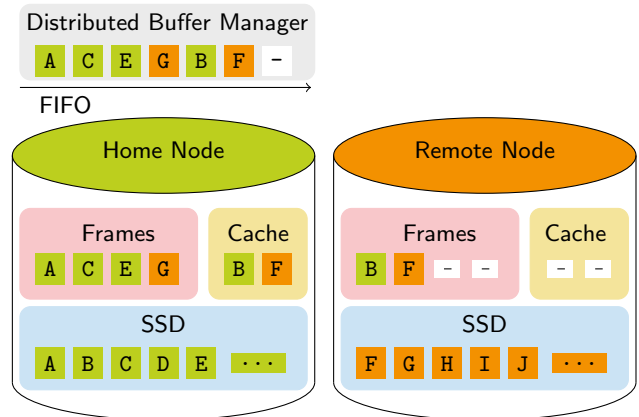 Distributed Buffer Manager
A C E G B F -
FIFO
Home Node
Remote Node
Frames
Cache
Frames
Cache
A C E G
B F
B F - -
- -
SSD
SSD
A B C D E ...
F G H I J ...